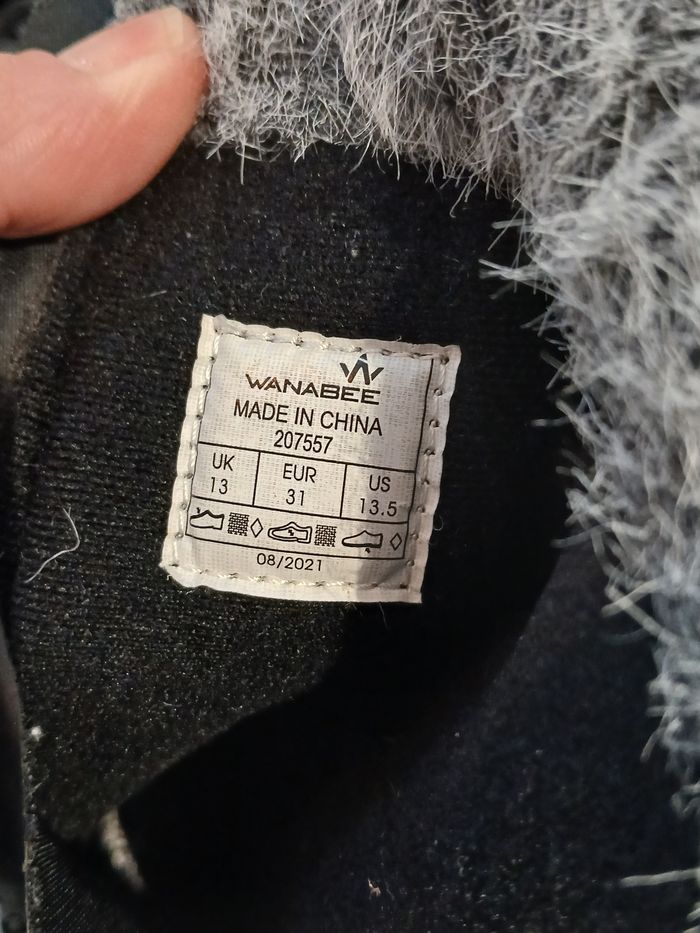 WANABEE
MADE IN CHINA
207557
UK EUR US
13 31 13.5
08/2021